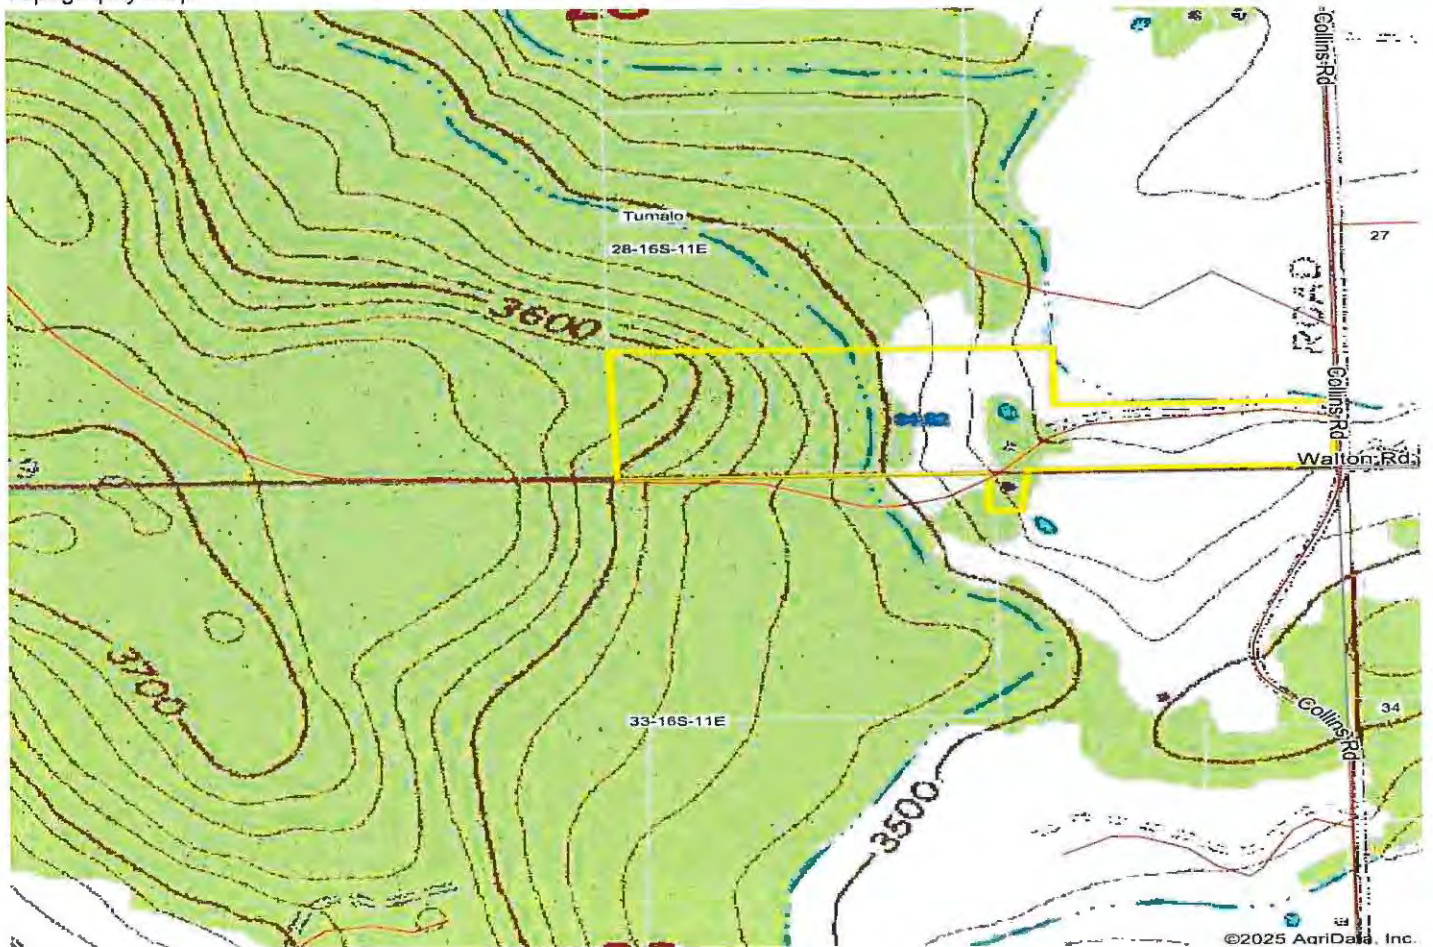 Collins Rd
Tumalo
28-16S-11E
27
ROAD
3600
Collins Rd
Walton Rd
3700
33-16S-11E
34
Collins Rd
3500
©2025 AgriData, Inc.